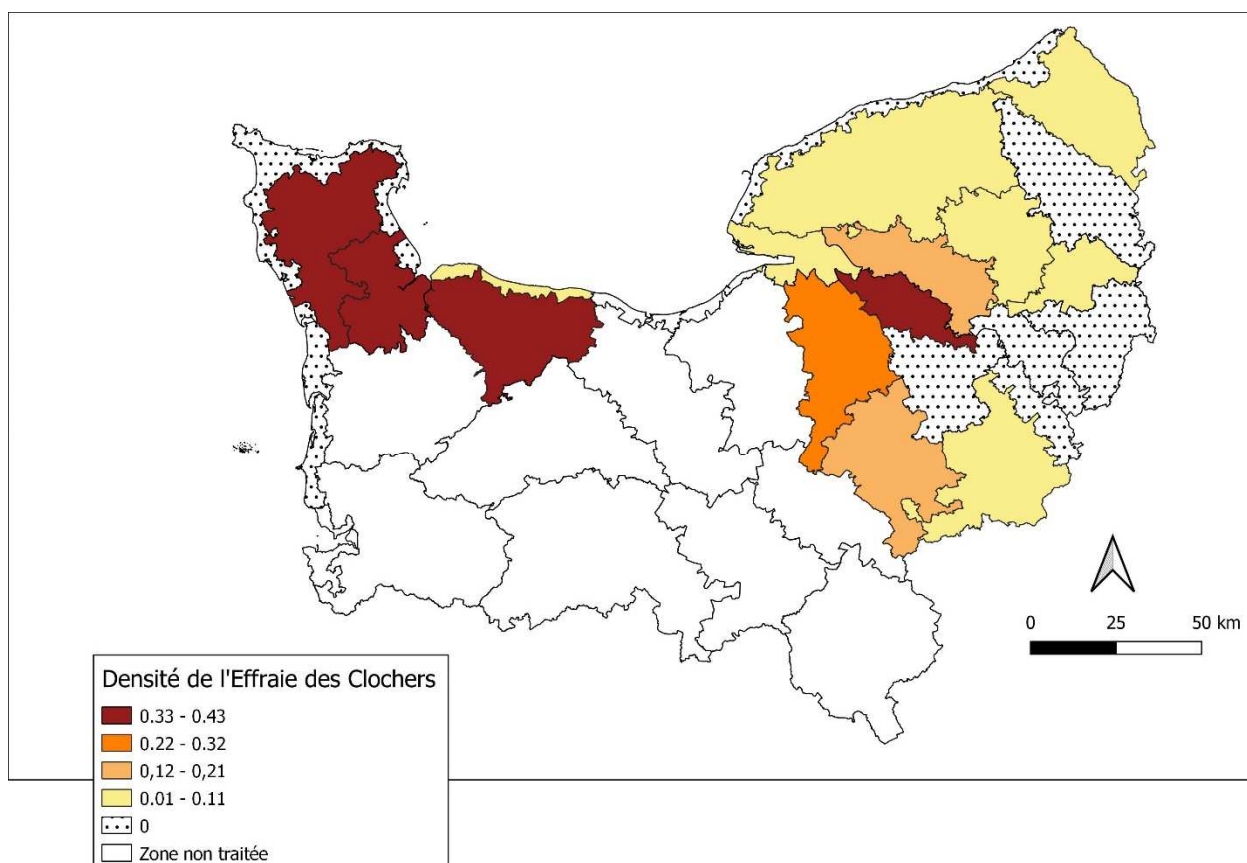 0 25 50 km
Densité de l'Effraie des Clochers
0.33 - 0.43
0.22 - 0.32
0,12 - 0,21
0.01 - 0.11
0
Zone non traitée